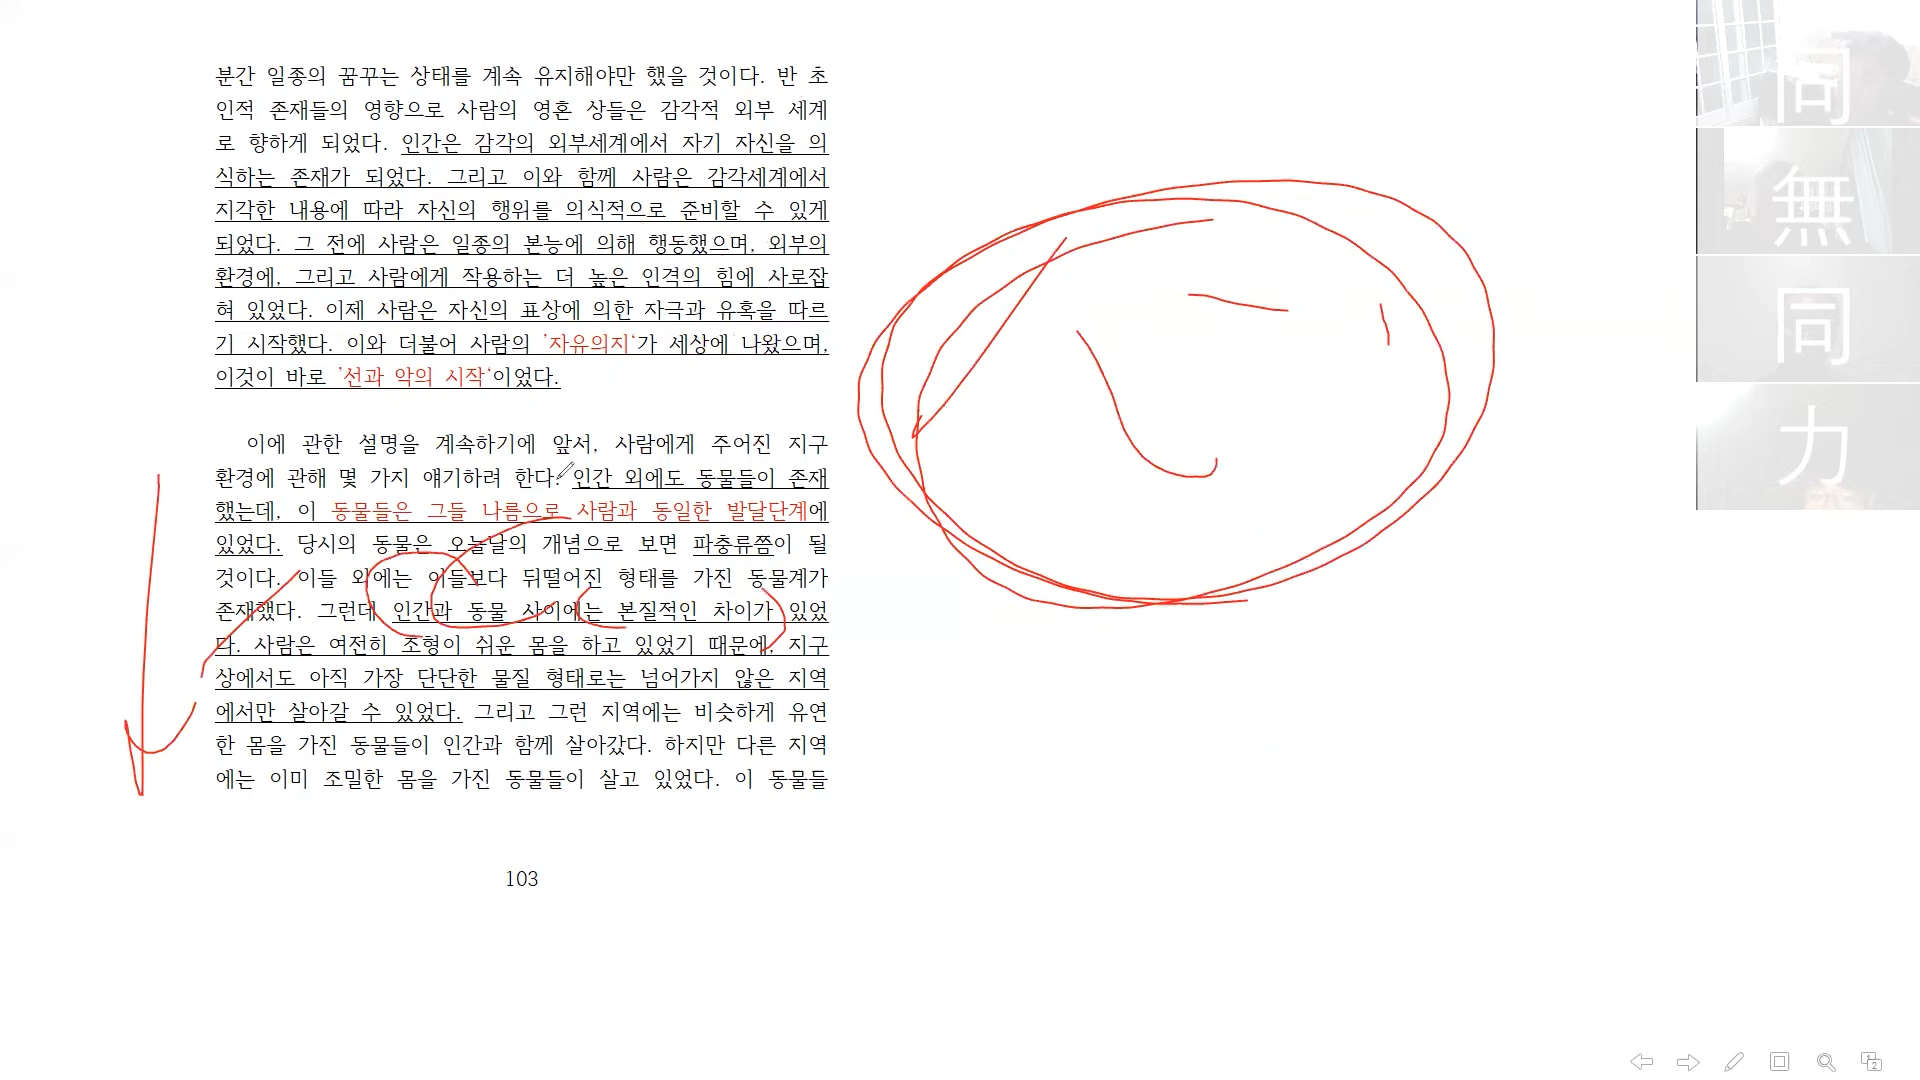 분간 일종의 꿈꾸는 상태를 계속 유지해야만 했을 것이다. 반 초
인적 존재들의 영향으로 사람의 영혼 상들은 감각적 외부 세계
로 향하게 되었다. 인간은 감각의 외부세계에서 자기 자신을 의
식하는 존재가 되었다. 그리고 이와 함께 사람은 감각세계에서
지각한 내용에 따라 자신의 행위를 의식적으로 준비할 수 있게
되었다. 그 전에 사람은 일종의 본능에 의해 행동했으며, 외부의
환경에, 그리고 사람에게 작용하는 더 높은 인격의 힘에 사로잡
혀 있었다. 이제 사람은 자신의 표상에 의한 자극과 유혹을 따르
기 시작했다. 이와 더불어 사람의 '자유의지'가 세상에 나왔으며,
이것이 바로 '선과 악의 시작'이었다.
이에 관한 설명을 계속하기에 앞서, 사람에게 주어진 지구
환경에 관해 몇 가지 얘기하려 한다. 인간 외에도 동물들이 존재
했는데, 이 동물들은 그들 나름으로 사람과 동일한 발달단계에
있었다. 당시의 동물은 오늘날의 개념으로 보면 파충류쯤이 될
것이다. 이들 외에는 이들보다 뒤떨어진 형태를 가진 동물계가
존재했다. 그런데 인간과 동물 사이에는 본질적인 차이가 있었
다. 사람은 여전히 조형이 쉬운 몸을 하고 있었기 때문에, 지구
상에서도 아직 가장 단단한 물질 형태로는 넘어가지 않은 지역
에서만 살아갈 수 있었다. 그리고 그런 지역에는 비슷하게 유연
한 몸을 가진 동물들이 인간과 함께 살아갔다. 하지만 다른 지역
에는 이미 조밀한 몸을 가진 동물들이 살고 있었다. 이 동물들
103
同
無
同
力